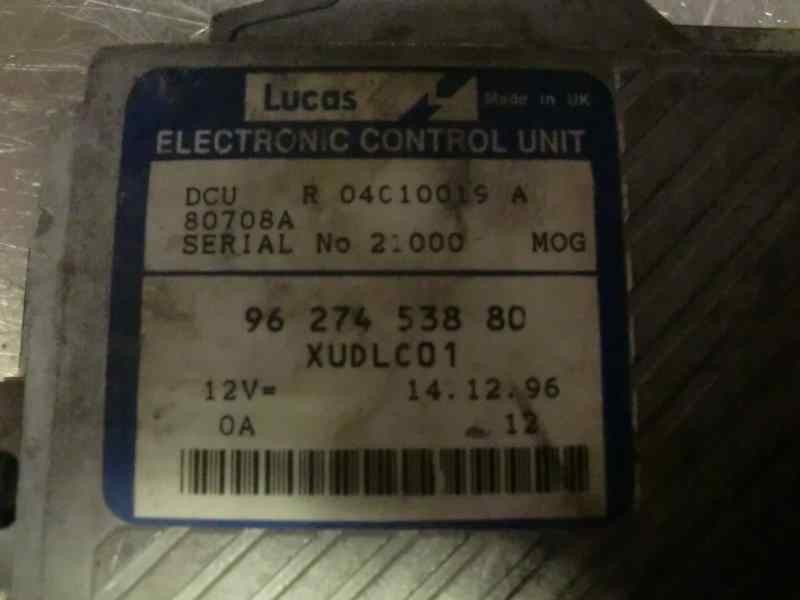 Lucas Made in UK
ELECTRONIC CONTROL UNIT
DCU R 04C10019 A
80708A
SERIAL No 21000 MOG
96 274 538 80
XUDLC01
12V= 14.12.96
0A 12